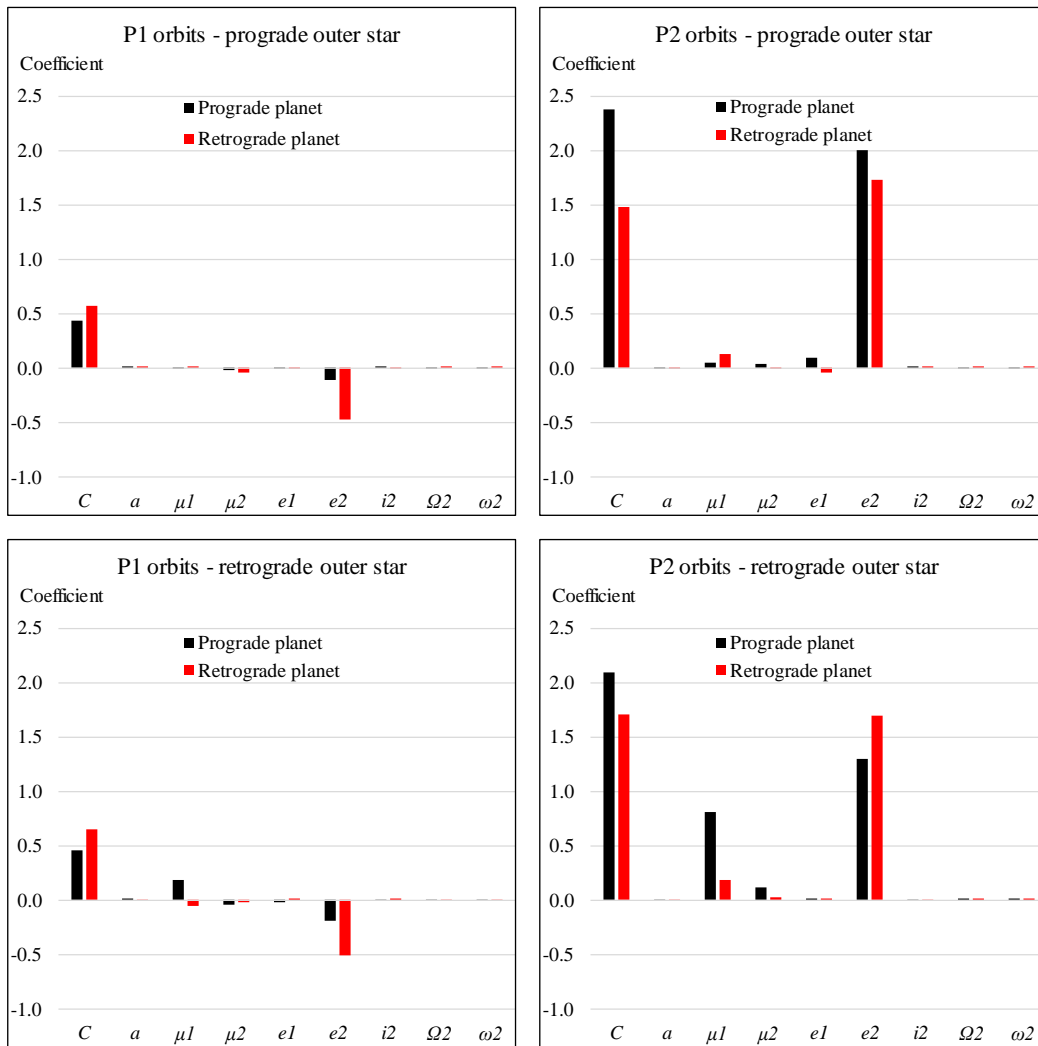 P1 orbits - prograde outer star
Coefficient
2.5
Prograde planet
2.0
Retrograde planet
1.5
1.0
0.5
0.0
-0.5
-1.0
C a μ1 μ2 e1 e2 i2 Ω2 ω2
P2 orbits - prograde outer star
Coefficient
2.5
Prograde planet
2.0
Retrograde planet
1.5
1.0
0.5
0.0
-0.5
-1.0
C a μ1 μ2 e1 e2 i2 Ω2 ω2
P1 orbits - retrograde outer star
Coefficient
2.5
Prograde planet
Retrograde planet
2.0
1.5
1.0
0.5
0.0
-0.5
-1.0
C a μ1 μ2 e1 e2 i2 Ω2 ω2
P2 orbits - retrograde outer star
Coefficient
2.5
Prograde planet
Retrograde planet
2.0
1.5
1.0
0.5
0.0
-0.5
-1.0
C a μ1 μ2 e1 e2 i2 Ω2 ω2